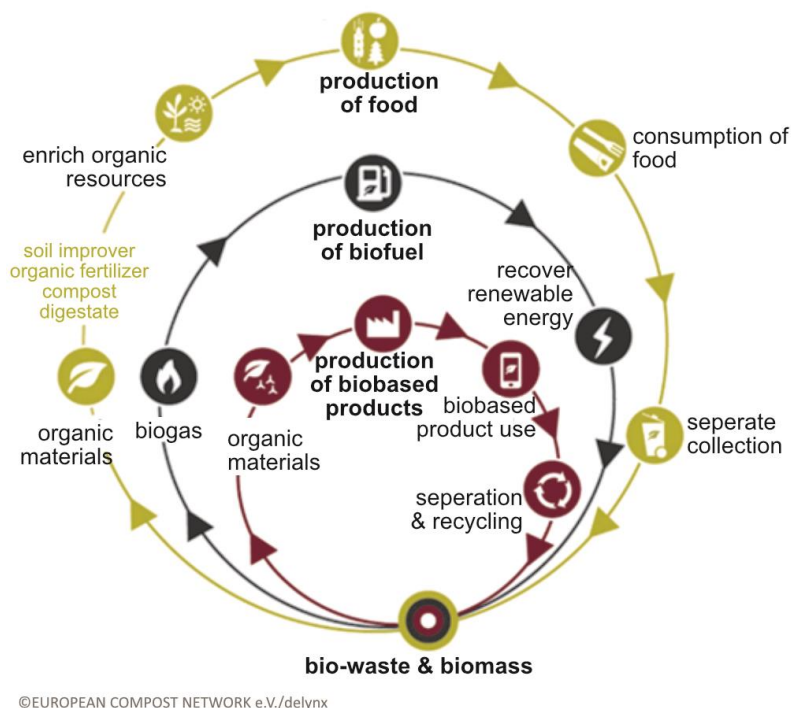 production
of food
consumption of
food
enrich organic
resources
production
of biofuel
soil improver
organic fertilizer
compost
digestate
recover
renewable
energy
production
of biobased
products
biobased
product use
organic
materials
biogas
organic
materials
seperate
collection
seperation
& recycling
bio-waste & biomass
©EUROPEAN COMPOST NETWORK e.V./delynx